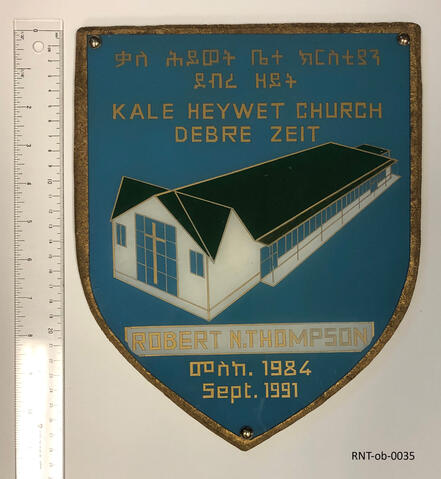 ቃለ ሕይወት ቤተ ክርስቲያን
ደብረ ዘይት
KALE HEYWET CHURCH
DEBRE ZEIT
ROBERT N.THOMPSON
መስከ. 1984
Sept. 1991
RNT-ob-0035